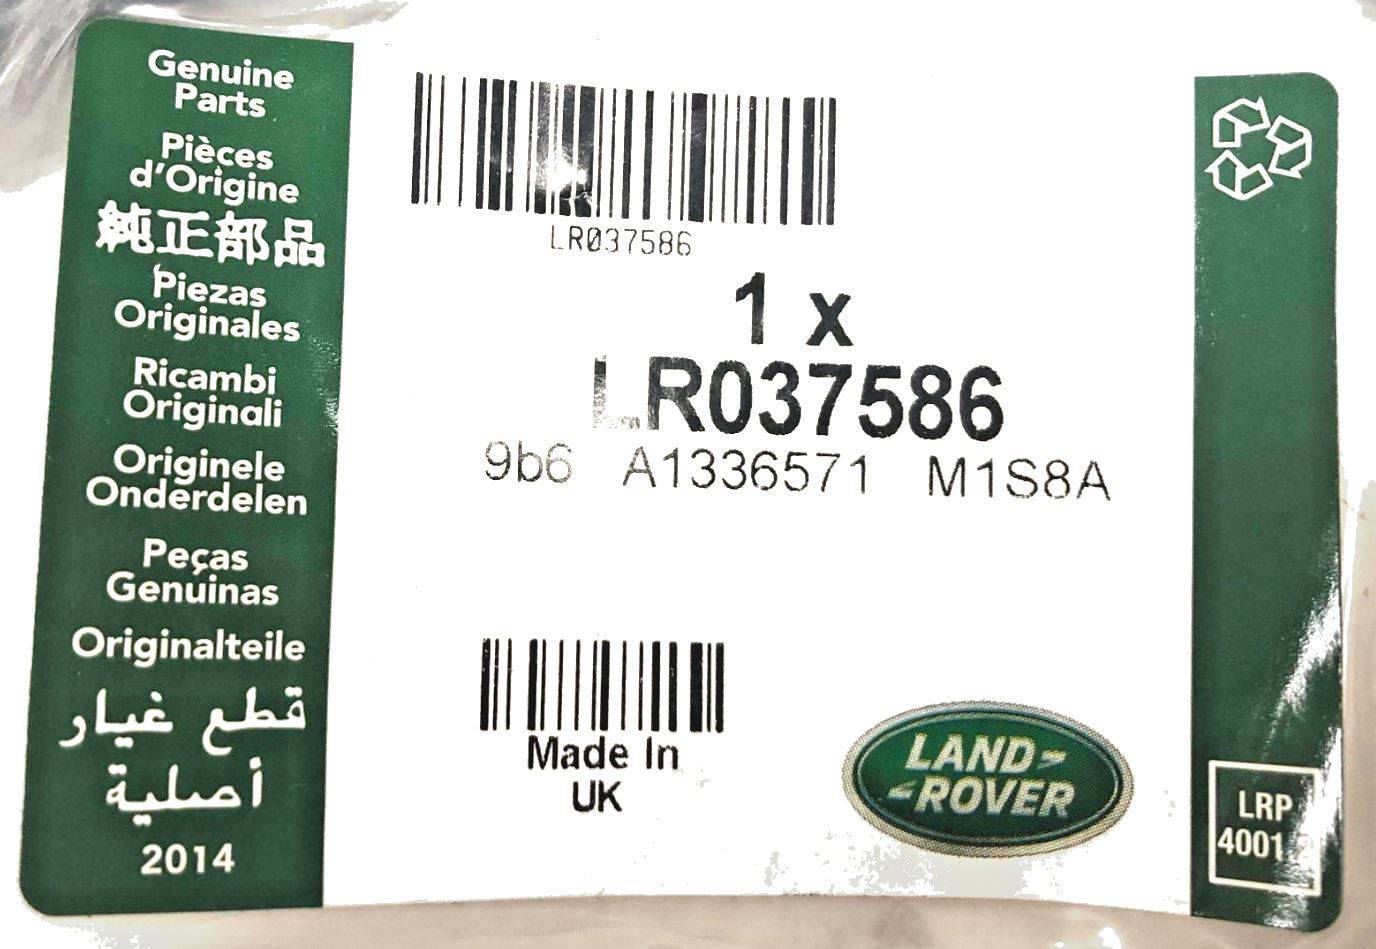 Genuine
Parts
Pièces
d'Origine
純正部品
Piezas
Originales
Ricambi
Originali
Originele
Onderdelen
Peças
Genuinas
Originalteile
قطع غيار
أصلية
2014
LR037586
1 x
LR037586
9b6 A1336571 M1S8A
Made In
UK
LAND
ROVER
LRP
4001